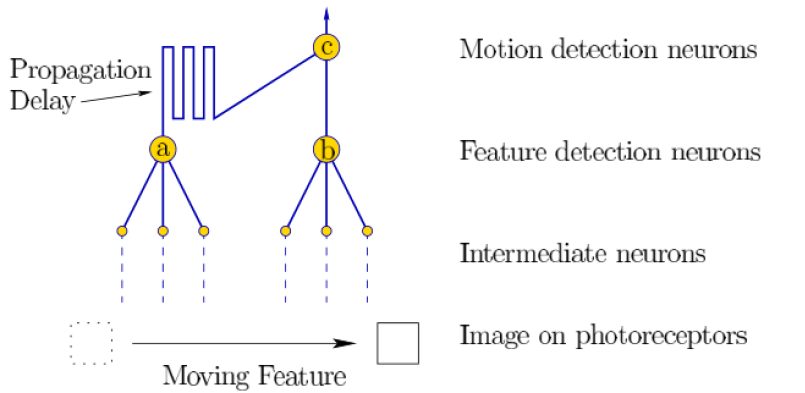 c
Motion detection neurons
Propagation
Delay
a
b
Feature detection neurons
Intermediate neurons
Image on photoreceptors
Moving Feature